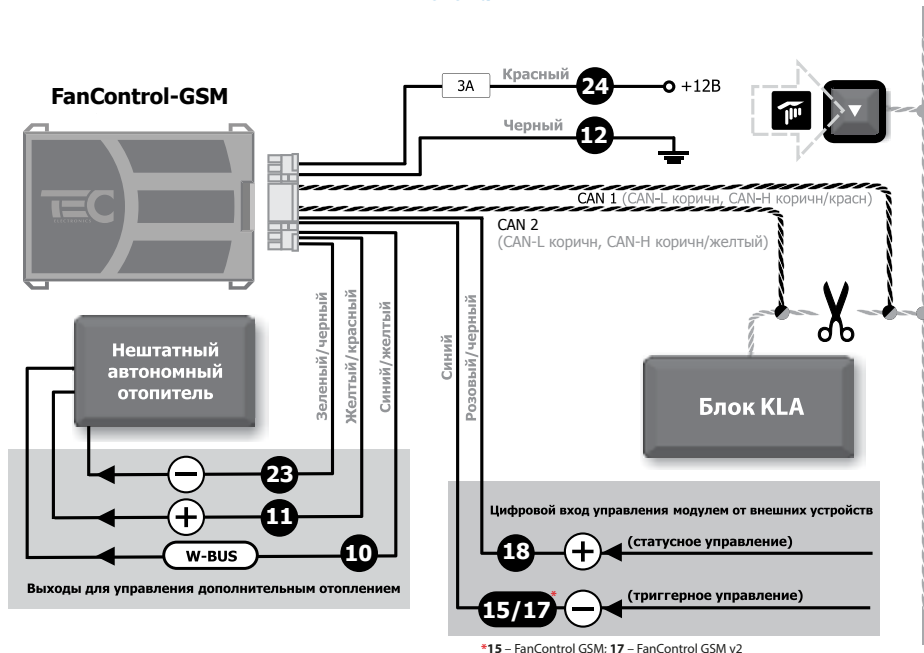 FanControl-GSM
TEC
ELECTRONICS
3А
Красный
24
+12В
Черный
12
CAN 1 (CAN-L коричн, CAN-H коричн/красн)
CAN 2
(CAN-L коричн, CAN-H коричн/желтый)
Нештатный
автономный
отопитель
Зеленый/черный
Желтый/красный
Синий/желтый
Синий
Розовый/черный
Блок KLA
23
11
W-BUS
10
Выходы для управления дополнительным отоплением
Цифровой вход управления модулем от внешних устройств
18
(статусное управление)
15/17*
(триггерное управление)
*15 – FanControl GSM; 17 – FanControl GSM v2